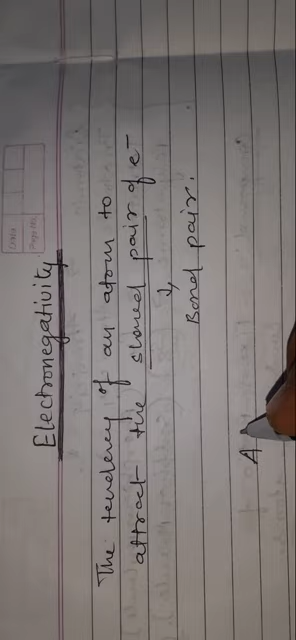 Electronegativity
The tendency of an atom to
attract the shared pair of e-
↓
Bond pair.
A